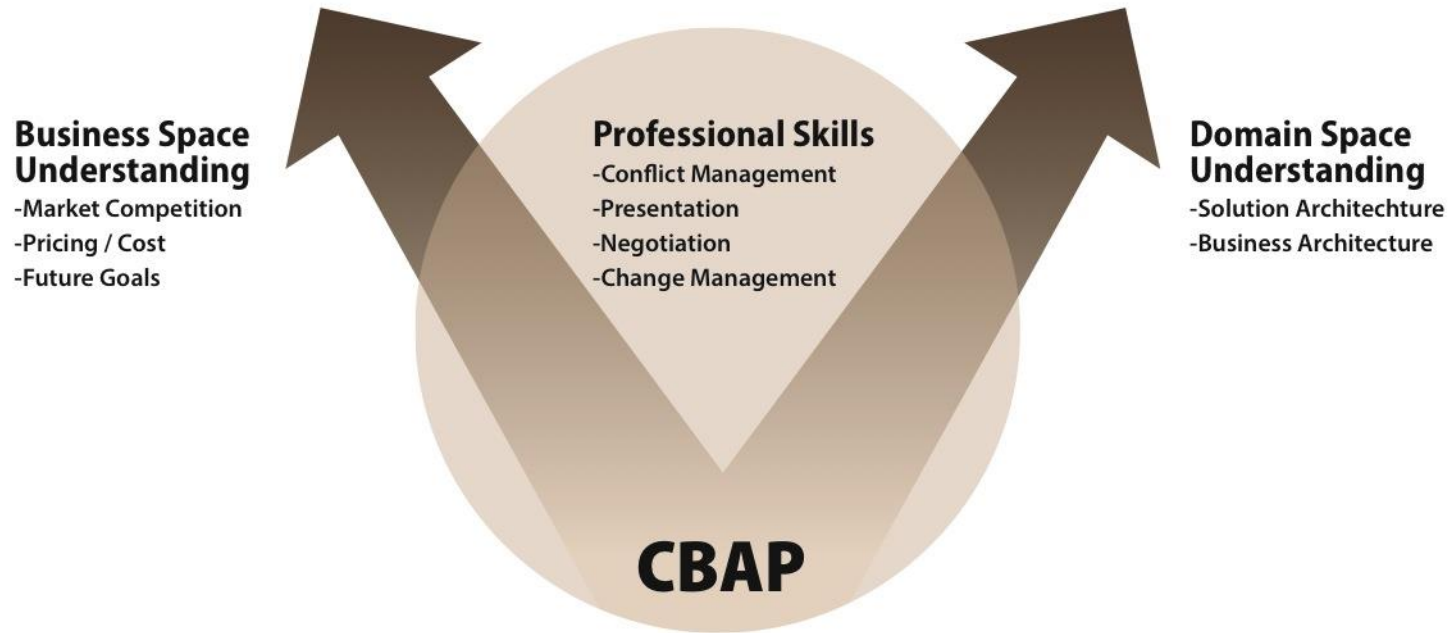 Business Space
Understanding
-Market Competition
-Pricing / Cost
-Future Goals
Professional Skills
-Conflict Management
-Presentation
-Negotiation
-Change Management
Domain Space
Understanding
-Solution Architechture
-Business Architecture
CBAP